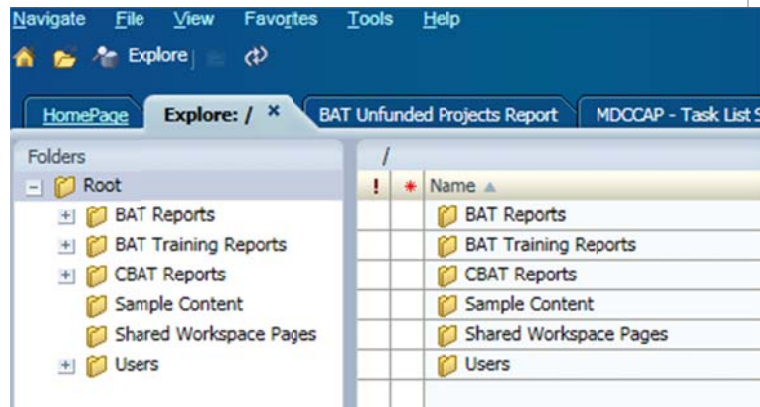 Navigate File View Favorites Tools Help
Explore
HomePage Explore: / × BAT Unfunded Projects Report MDCCAP - Task List S
Folders /
Root ! * Name
BAT Reports BAT Reports
BAT Training Reports BAT Training Reports
CBAT Reports CBAT Reports
Sample Content Sample Content
Shared Workspace Pages Shared Workspace Pages
Users Users